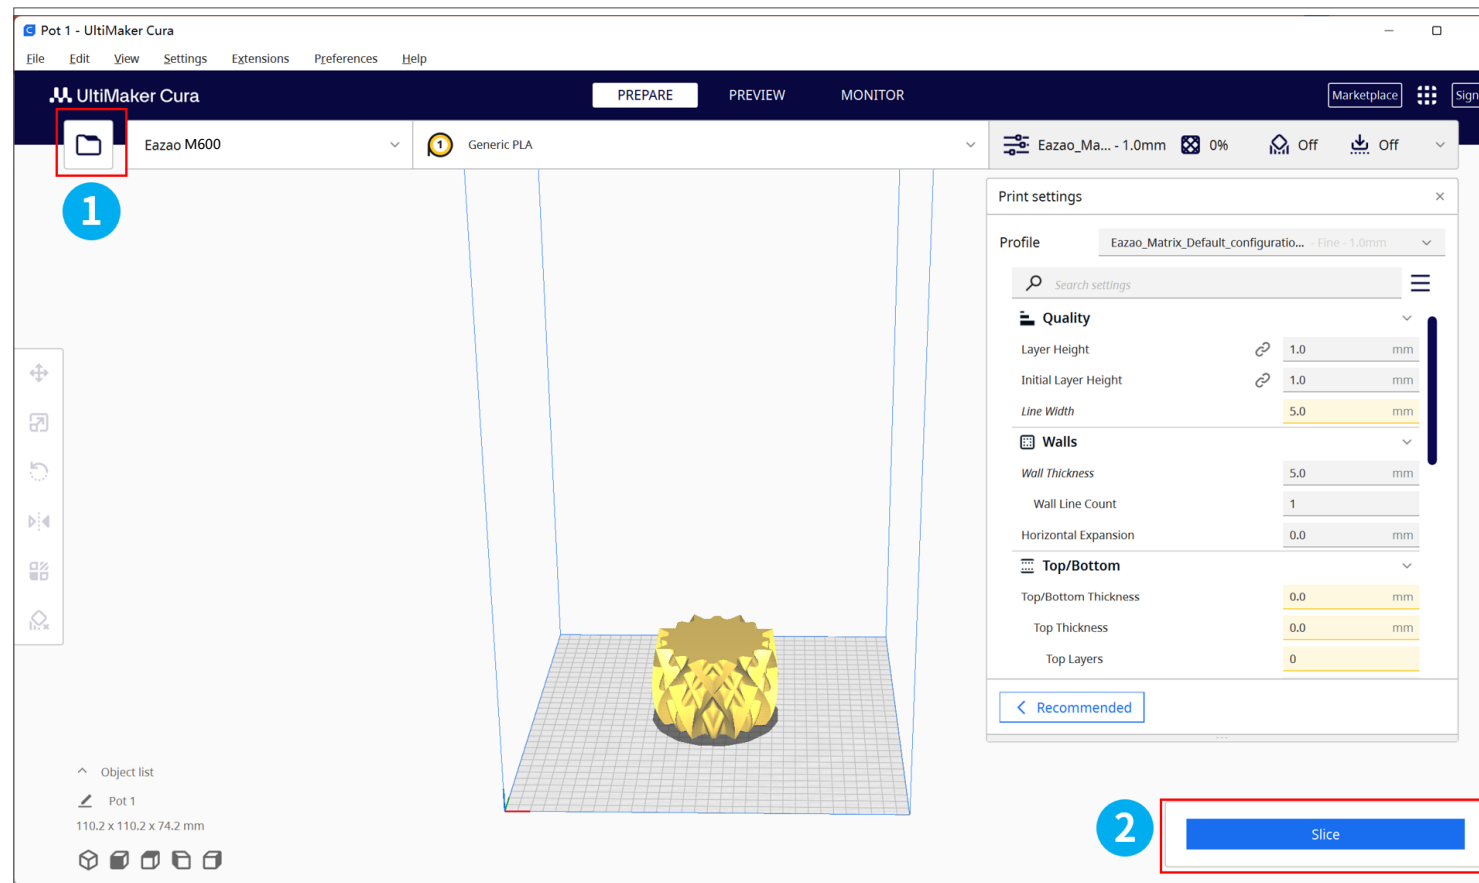 Pot 1 - UltiMaker Cura
File Edit View Settings Extensions Preferences Help
UltiMaker Cura
PREPARE PREVIEW MONITOR
Marketplace
Sign
Eazao M600
1 Generic PLA
Eazao_Ma... - 1.0mm 0% Off Off
1
Print settings
Profile Eazao_Matrix_Default_configuratio... - Fine - 1.0mm
Search settings
Quality
Layer Height 1.0 mm
Initial Layer Height 1.0 mm
Line Width 5.0 mm
Walls
Wall Thickness 5.0 mm
Wall Line Count 1
Horizontal Expansion 0.0 mm
Top/Bottom
Top/Bottom Thickness 0.0 mm
Top Thickness 0.0 mm
Top Layers 0
Recommended
Object list
Pot 1
110.2 x 110.2 x 74.2 mm
2
Slice